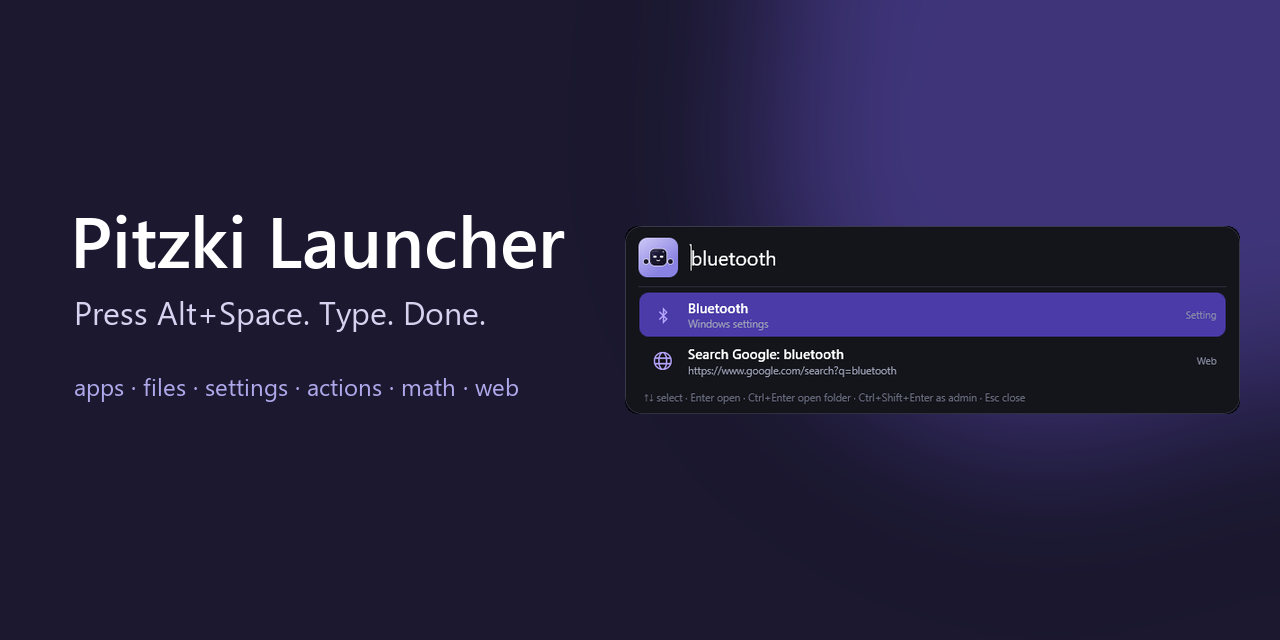 Pitzki Launcher
Press Alt+Space. Type. Done.
apps · files · settings · actions · math · web
bluetooth
Bluetooth
Windows settings
Setting
Search Google: bluetooth
https://www.google.com/search?q=bluetooth
Web
↑↓ select · Enter open · Ctrl+Enter open folder · Ctrl+Shift+Enter as admin · Esc close